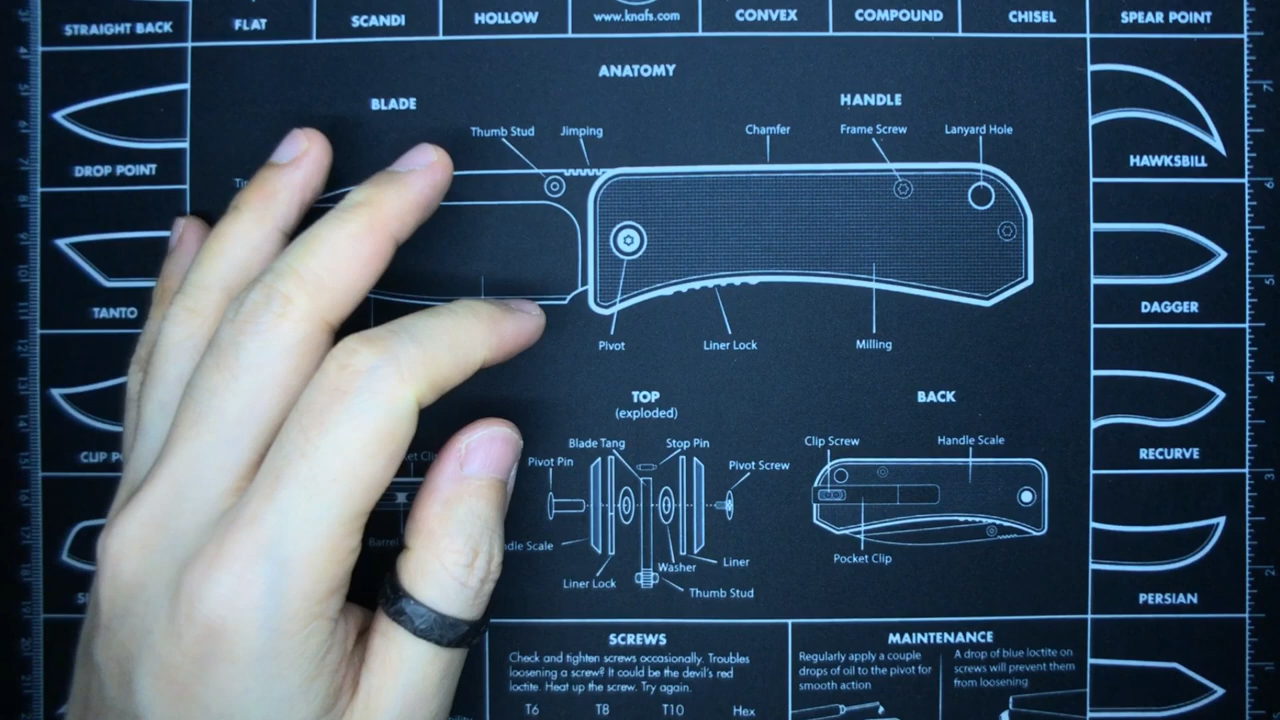 STRAIGHT BACK
FLAT
SCANDI
HOLLOW
www.knafs.com
CONVEX
COMPOUND
CHISEL
SPEAR POINT
ANATOMY
BLADE
HANDLE
Thumb Stud
Jimping
Chamfer
Frame Screw
Lanyard Hole
DROP POINT
HAWKSBILL
TANTO
DAGGER
Pivot
Liner Lock
Milling
TOP
(exploded)
BACK
Blade Tang
Stop Pin
Pivot Pin
Pivot Screw
Clip Screw
Handle Scale
CLIP
RECURVE
Barrel
Scale
Liner Lock
Washer
Liner
Thumb Stud
Pocket Clip
PERSIAN
SCREWS
Check and tighten screws occasionally. Troubles
loosening a screw? It could be the devil's red
loctite. Heat up the screw. Try again.
T6
T8
T10
Hex
MAINTENANCE
Regularly apply a couple
drops of oil to the pivot for
smooth action
A drop of blue loctite on
screws will prevent them
from loosening